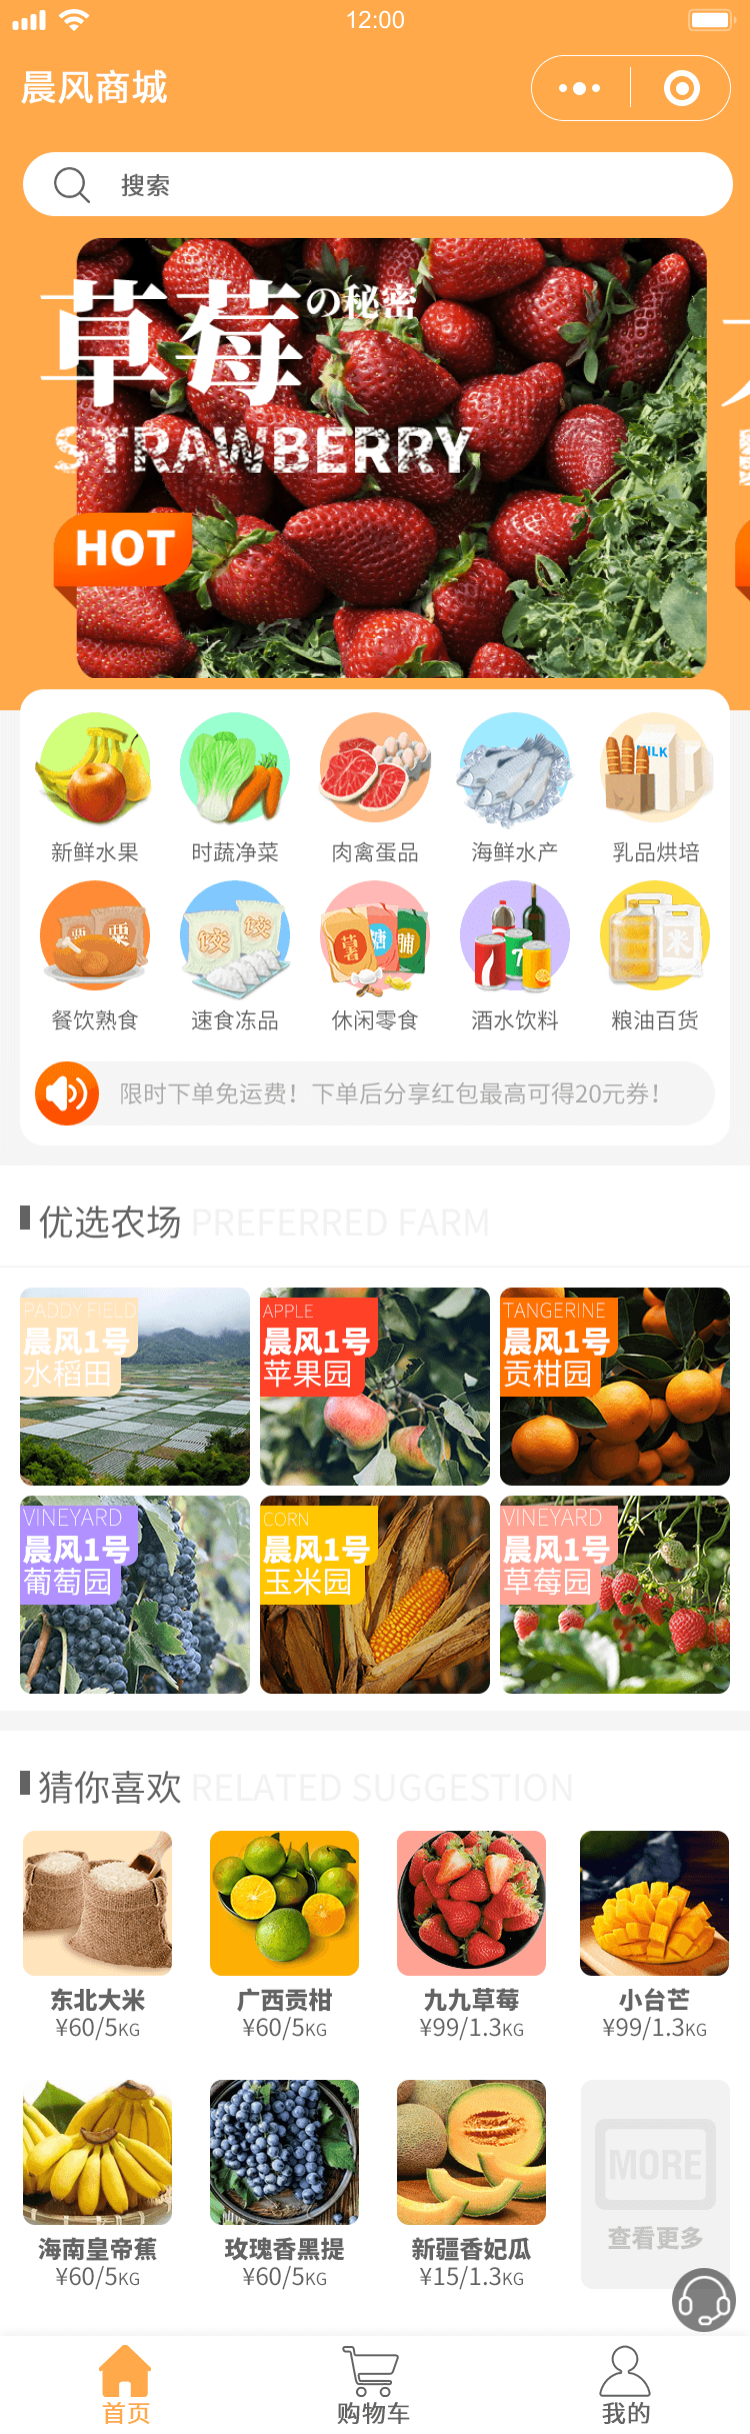 12:00
晨风商城
搜索
草莓の秘密
STRAWBERRY
HOT
MILK
新鲜水果 时蔬净菜 肉禽蛋品 海鲜水产 乳品烘培
栗
饺 饺
糖
脯
米
餐饮熟食 速食冻品 休闲零食 酒水饮料 粮油百货
限时下单免运费！下单后分享红包最高可得20元券！
优选农场 PREFERRED FARM
PADDY FIELD
晨风1号
水稻田
APPLE
晨风1号
苹果园
TANGERINE
晨风1号
贡柑园
VINEYARD
晨风1号
葡萄园
CORN
晨风1号
玉米园
VINEYARD
晨风1号
草莓园
猜你喜欢 RELATED SUGGESTION
东北大米 广西贡柑 九九草莓 小台芒
¥60/5KG ¥60/5KG ¥99/1.3KG ¥99/1.3KG
MORE
查看更多
海南皇帝蕉 玫瑰香黑提 新疆香妃瓜
¥60/5KG ¥60/5KG ¥15/1.3KG
首页 购物车 我的